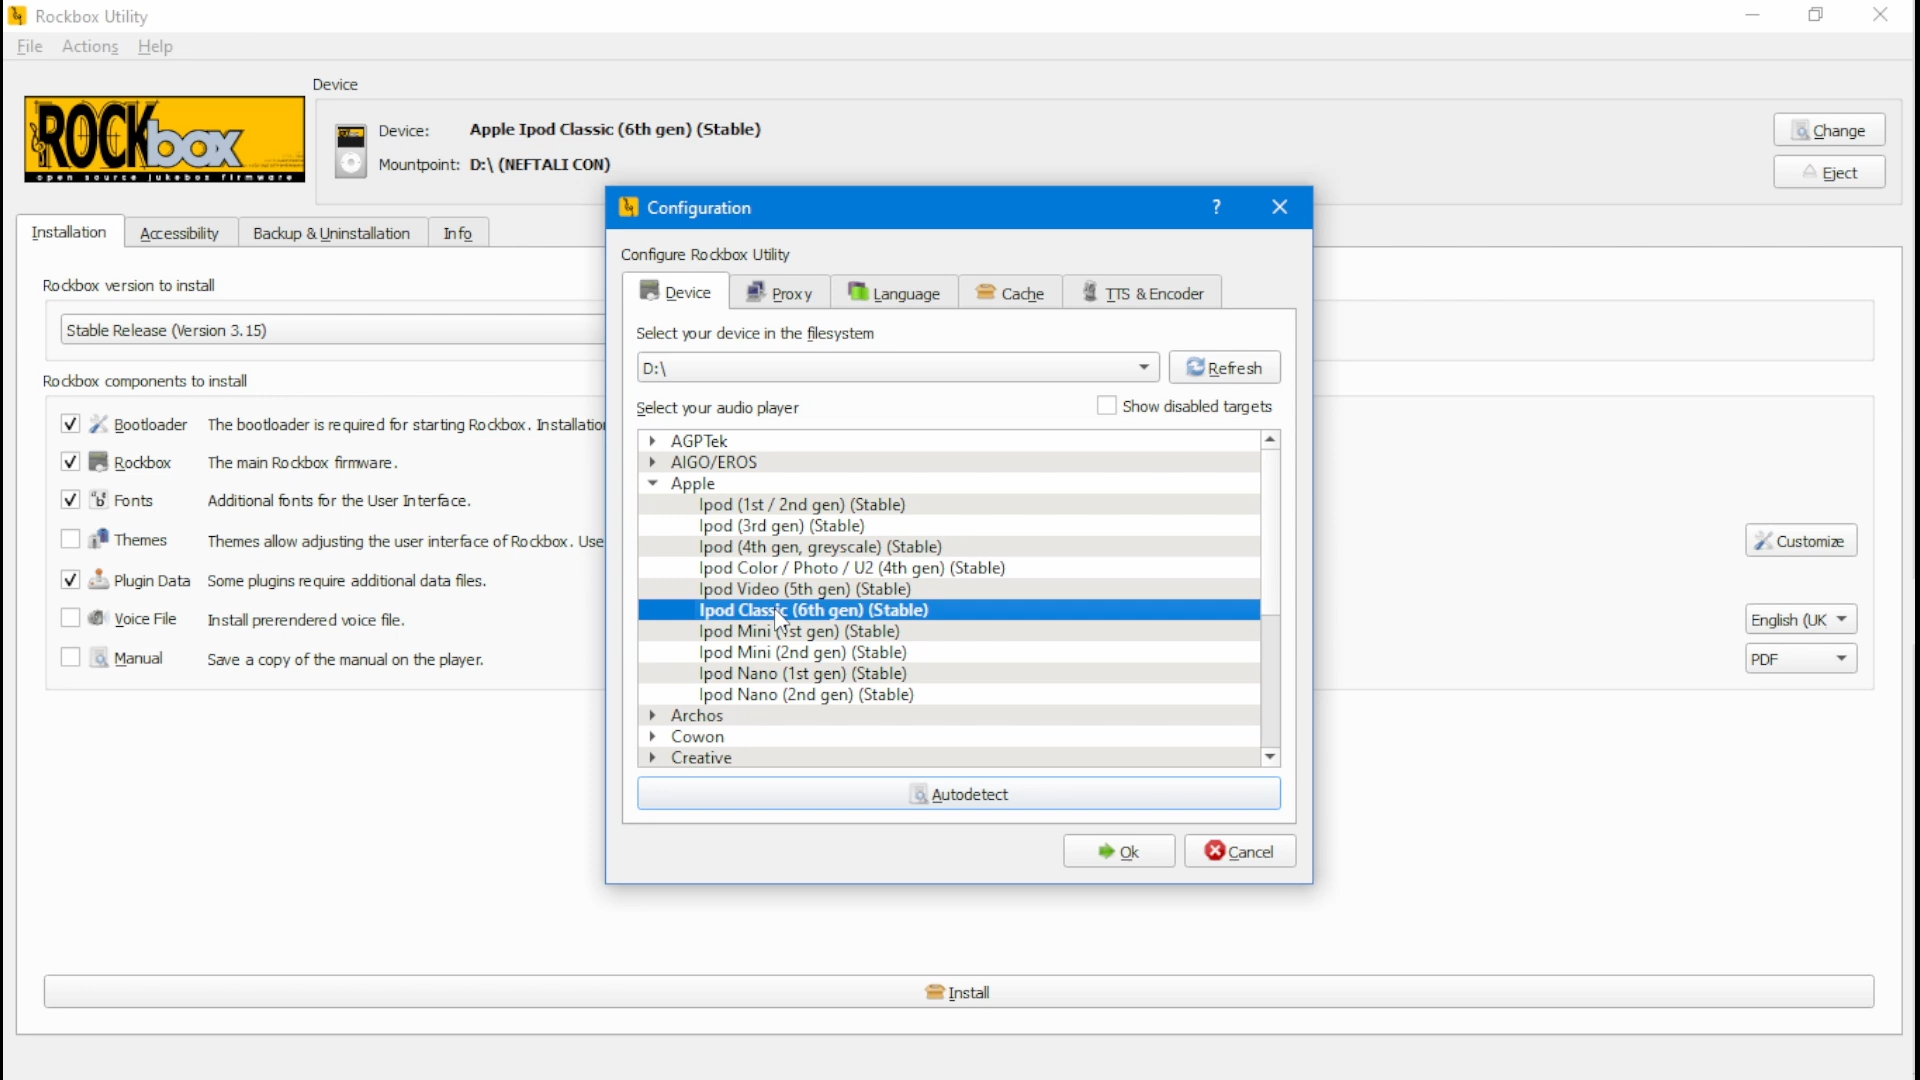 Rockbox Utility
File Actions Help
Device
ROCKbox
open source jukebox firmware
Device: Apple Ipod Classic (6th gen) (Stable)
Mountpoint: D:\ (NEFTALI CON)
Change
Eject
Installation Accessibility Backup & Uninstallation Info
Rockbox version to install
Stable Release (Version 3.15)
Rockbox components to install
Bootloader The bootloader is required for starting Rockbox. Installatio
Rockbox The main Rockbox firmware.
Fonts Additional fonts for the User Interface.
Themes Themes allow adjusting the user interface of Rockbox. Use
Customize
Plugin Data Some plugins require additional data files.
Voice File Install prerendered voice file.
English (UK
Manual Save a copy of the manual on the player.
PDF
Install
Configuration ?
Configure Rockbox Utility
Device Proxy Language Cache TTS & Encoder
Select your device in the filesystem
D:\ Refresh
Select your audio player Show disabled targets
AGPTek
AIGO/EROS
Apple
Ipod (1st / 2nd gen) (Stable)
Ipod (3rd gen) (Stable)
Ipod (4th gen, greyscale) (Stable)
Ipod Color / Photo / U2 (4th gen) (Stable)
Ipod Video (5th gen) (Stable)
Ipod Classic (6th gen) (Stable)
Ipod Mini (1st gen) (Stable)
Ipod Mini (2nd gen) (Stable)
Ipod Nano (1st gen) (Stable)
Ipod Nano (2nd gen) (Stable)
Archos
Cowon
Creative
Autodetect
Ok Cancel